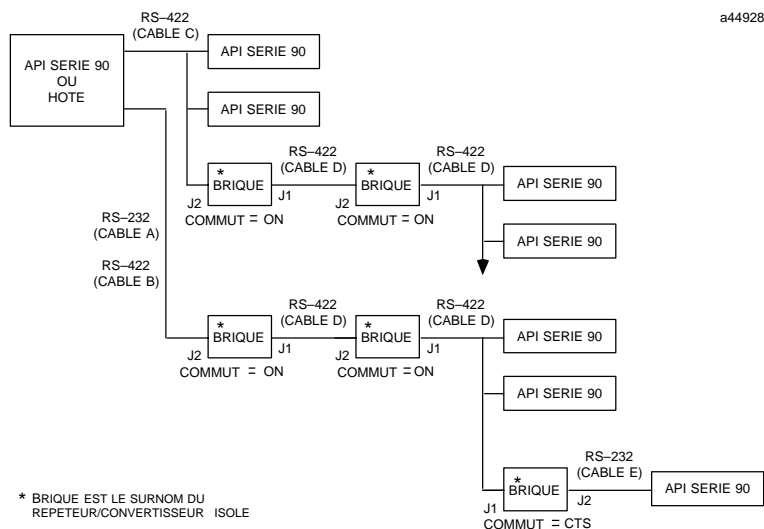 a44928
RS–422
(CABLE C)
API SERIE 90
OU
HOTE
API SERIE 90
API SERIE 90
RS–422
(CABLE D)
RS–422
(CABLE D)
* BRIQUE
* BRIQUE
API SERIE 90
J2
J1
J2
J1
COMMUT = ON
COMMUT = ON
API SERIE 90
RS–232
(CABLE A)
RS–422
(CABLE B)
RS–422
(CABLE D)
RS–422
(CABLE D)
* BRIQUE
* BRIQUE
API SERIE 90
J2
J1
J2
J1
COMMUT = ON
COMMUT = ON
API SERIE 90
RS–232
(CABLE E)
* BRIQUE
API SERIE 90
J1
J2
COMMUT = CTS
* BRIQUE EST LE SURNOM DU
REPETEUR/CONVERTISSEUR ISOLE